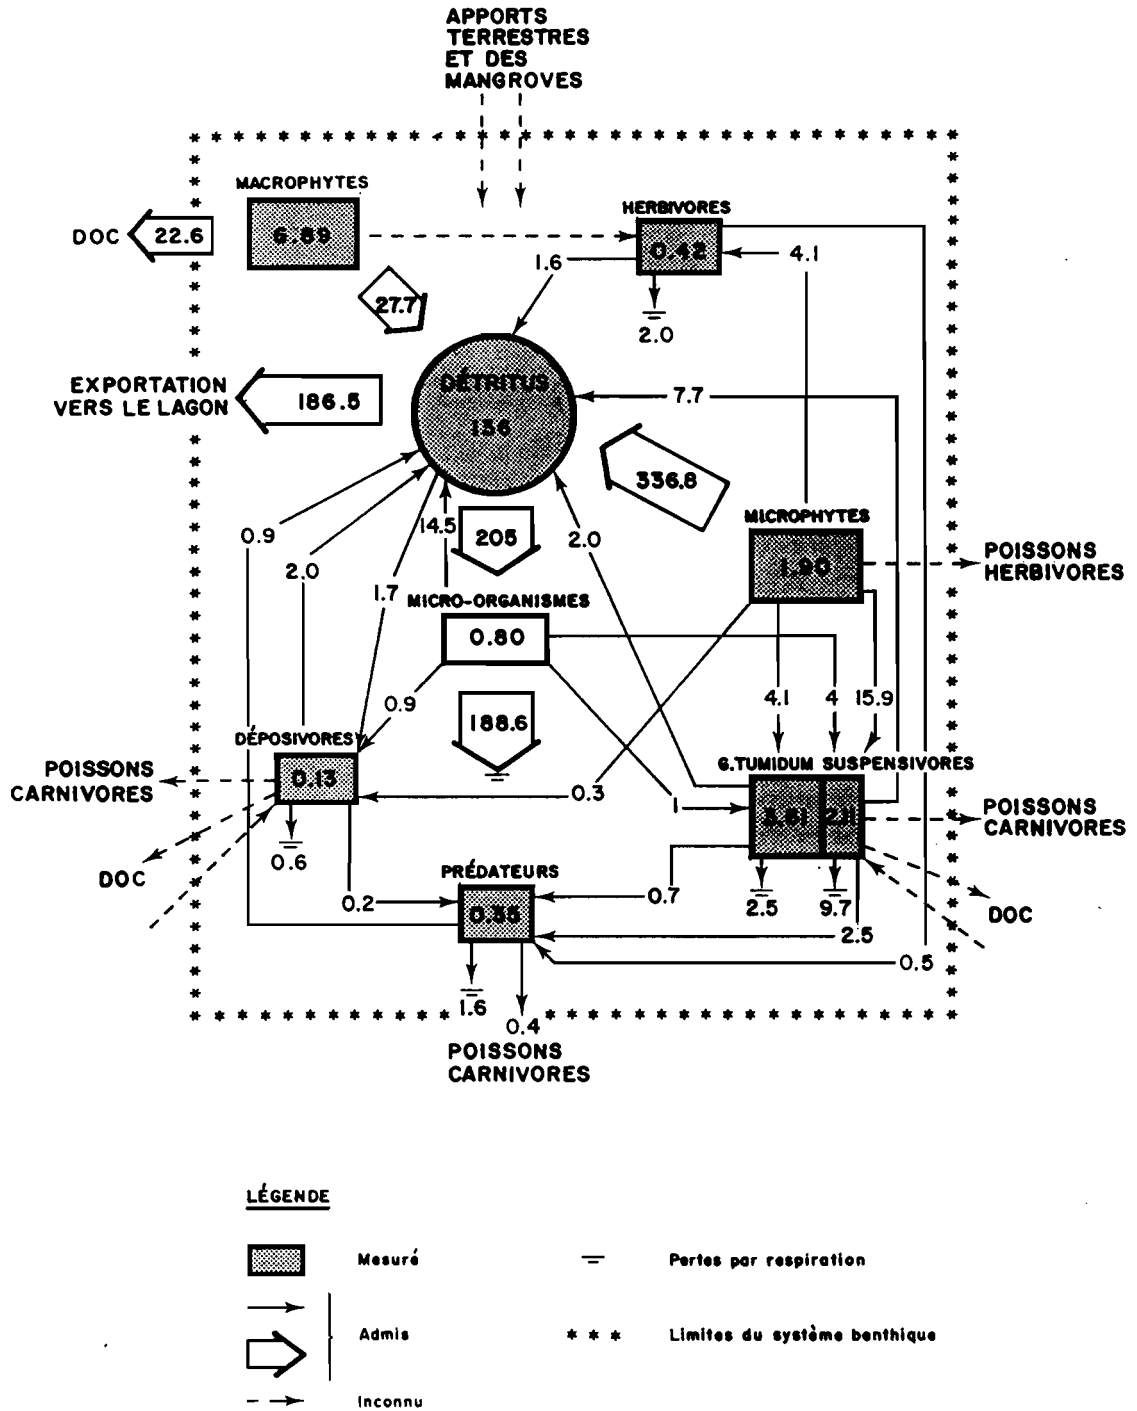 APPORTS
TERRESTRES
ET DES
MANGROVES
MACROPHYTES
6.89
DOC
22.6
HERBIVORES
0.42
4.1
1.6
2.0
27.7
DÉTRITUS
156
EXPORTATION
VERS LE LAGON
186.5
7.7
336.8
MICROPHYTES
1.90
POISSONS
HERBIVORES
0.9
2.0
14.5
205
2.0
1.7
MICRO-ORGANISMES
0.80
4.1
4
15.9
0.9
188.6
DÉPOSIVORES
0.13
G.TUMIDUM SUSPENSIVORES
2.11
POISSONS
CARNIVORES
0.3
1
POISSONS
CARNIVORES
0.6
DOC
PRÉDATEURS
0.35
0.2
0.7
2.5
9.7
DOC
2.5
0.5
1.6
0.4
POISSONS
CARNIVORES
LÉGENDE
Mesuré
Pertes par respiration
Admis
Limites du système benthique
Inconnu